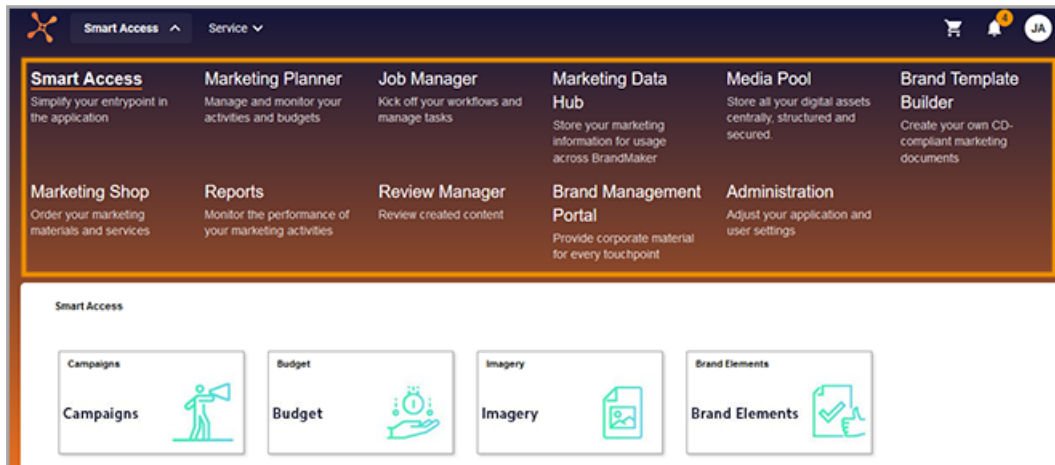 Smart Access Service 4 JA
Smart Access
Simplify your entrypoint in
the application
Marketing Planner
Manage and monitor your
activities and budgets
Job Manager
Kick off your workflows and
manage tasks
Marketing Data
Hub
Store your marketing
information for usage
across BrandMaker
Media Pool
Store all your digital assets
centrally, structured and
secured.
Brand Template
Builder
Create your own CD-
compliant marketing
documents
Marketing Shop
Order your marketing
materials and services
Reports
Monitor the performance of
your marketing activities
Review Manager
Review created content
Brand Management
Portal
Provide corporate material
for every touchpoint
Administration
Adjust your application and
user settings
Smart Access
Campaigns
Campaigns
Budget
Budget
Imagery
Imagery
Brand Elements
Brand Elements